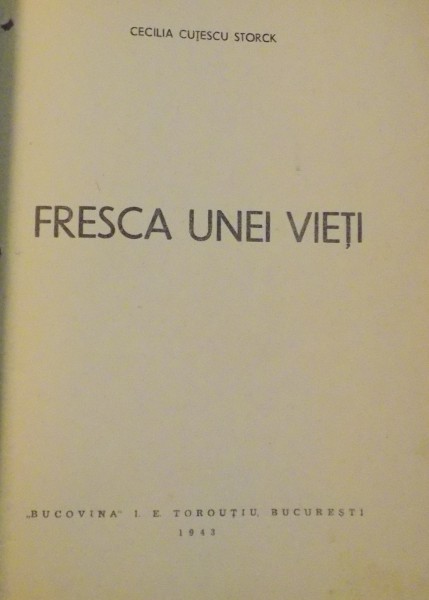 CECILIA CUȚESCU STORCK
FRESCA UNEI VIEȚI
„BUCOVINA" I. E. TOROUȚIU, BUCUREȘTI
1943